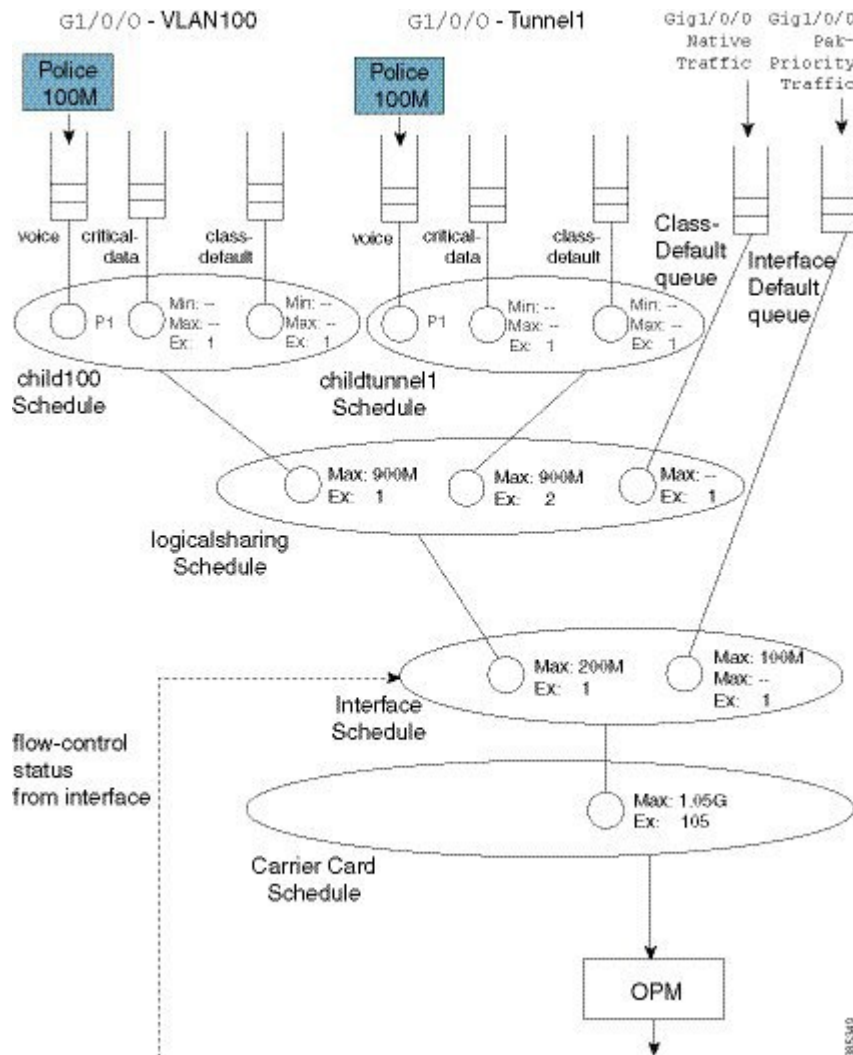 G1/0/0 - VLAN100
G1/0/0 - Tunnel1
Gig1/0/0
Native
Traffic
Gig1/0/0
Pak-
Priority
Traffic
Police
100M
Police
100M
voice
critical-
data
class-
default
voice
critical-
data
class-
default
Class-
Default
queue
Interface
Default
queue
P1
Min: --
Max: --
Ex: 1
Min: --
Max: --
Ex: 1
P1
Min: --
Max: --
Ex: 1
Min: --
Max: --
Ex: 1
child100
Schedule
childtunnel1
Schedule
Max: 900M
Ex: 1
Max: 900M
Ex: 2
Max: --
Ex: 1
logicalsharing
Schedule
Max: 200M
Ex: 1
Max: 100M
Max: --
Ex: 1
Interface
Schedule
flow-control
status
from interface
Max: 1.05G
Ex: 105
Carrier Card
Schedule
OPM